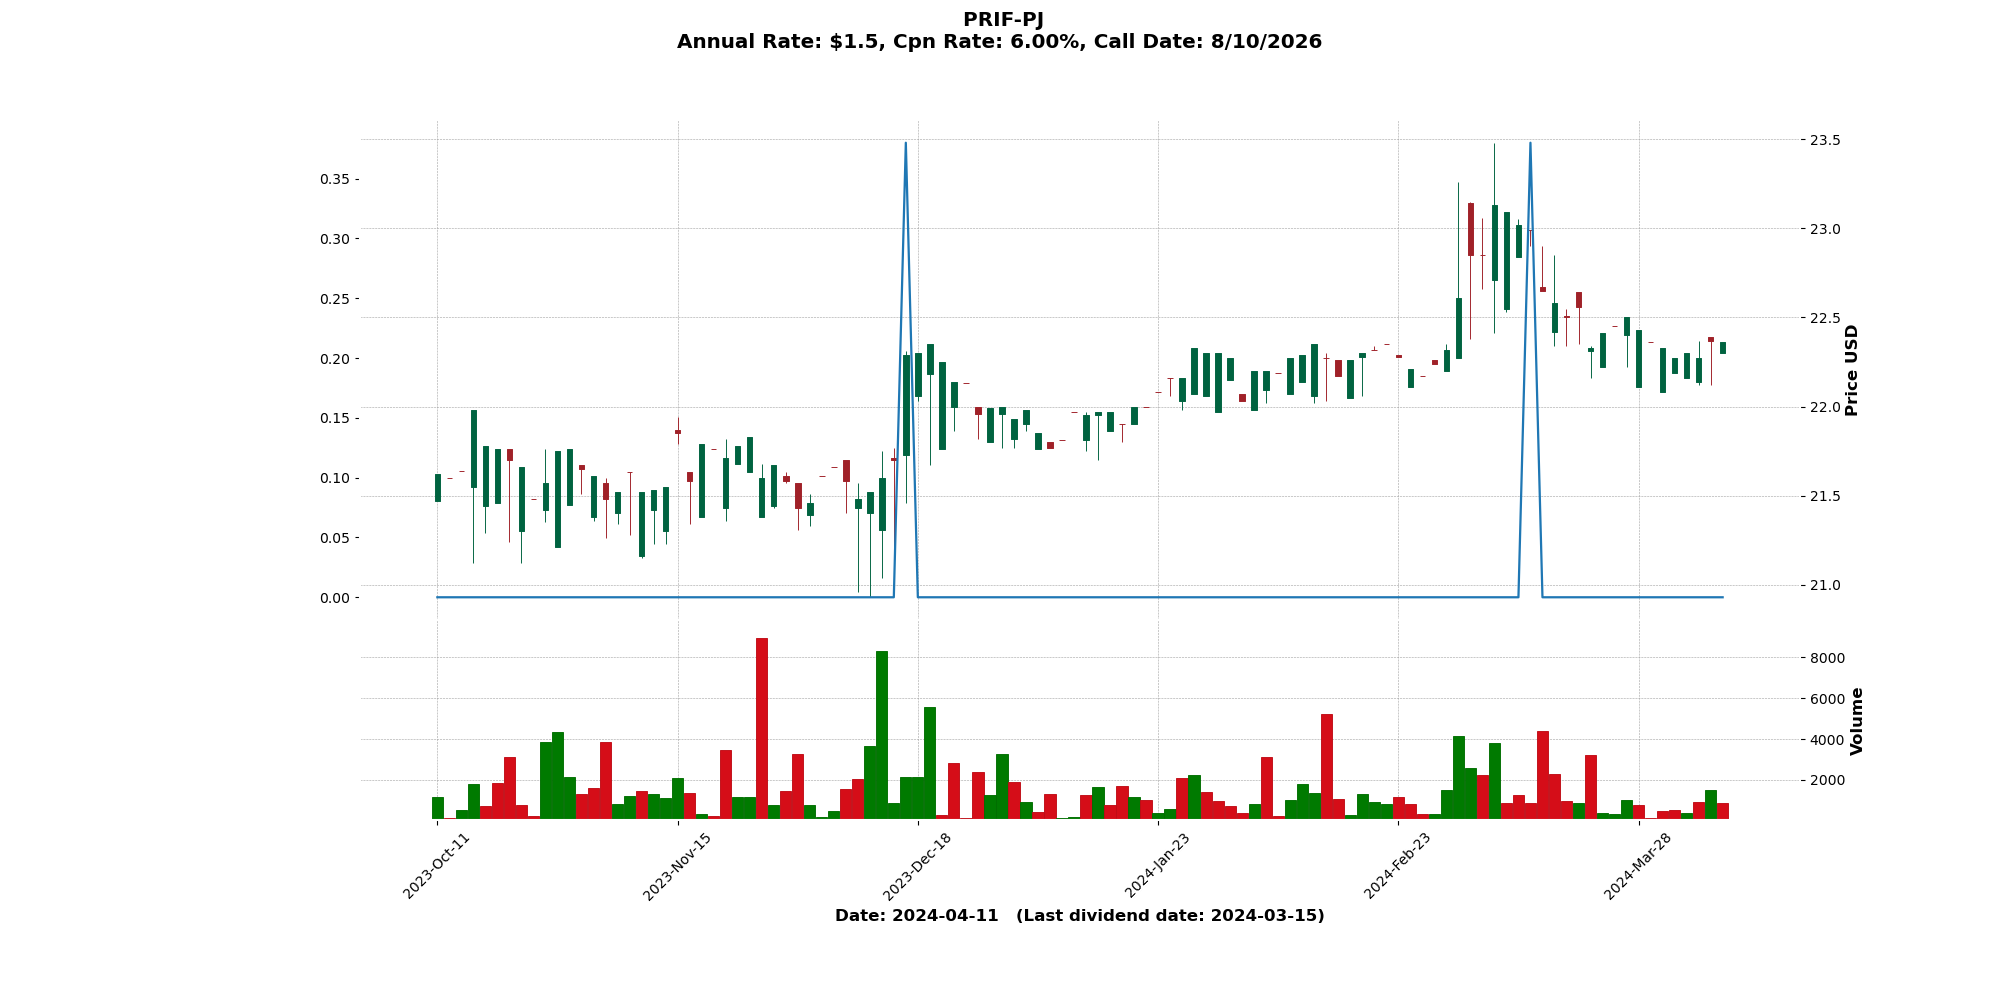 PRIF-PJ
Annual Rate: $1.5, Cpn Rate: 6.00%, Call Date: 8/10/2026
0.35
0.30
0.25
0.20
0.15
0.10
0.05
0.00
23.5
23.0
22.5
22.0
21.5
21.0
Price USD
8000
6000
4000
2000
Volume
2023-Oct-11
2023-Nov-15
2023-Dec-18
2024-Jan-23
2024-Feb-23
2024-Mar-28
Date: 2024-04-11 (Last dividend date: 2024-03-15)